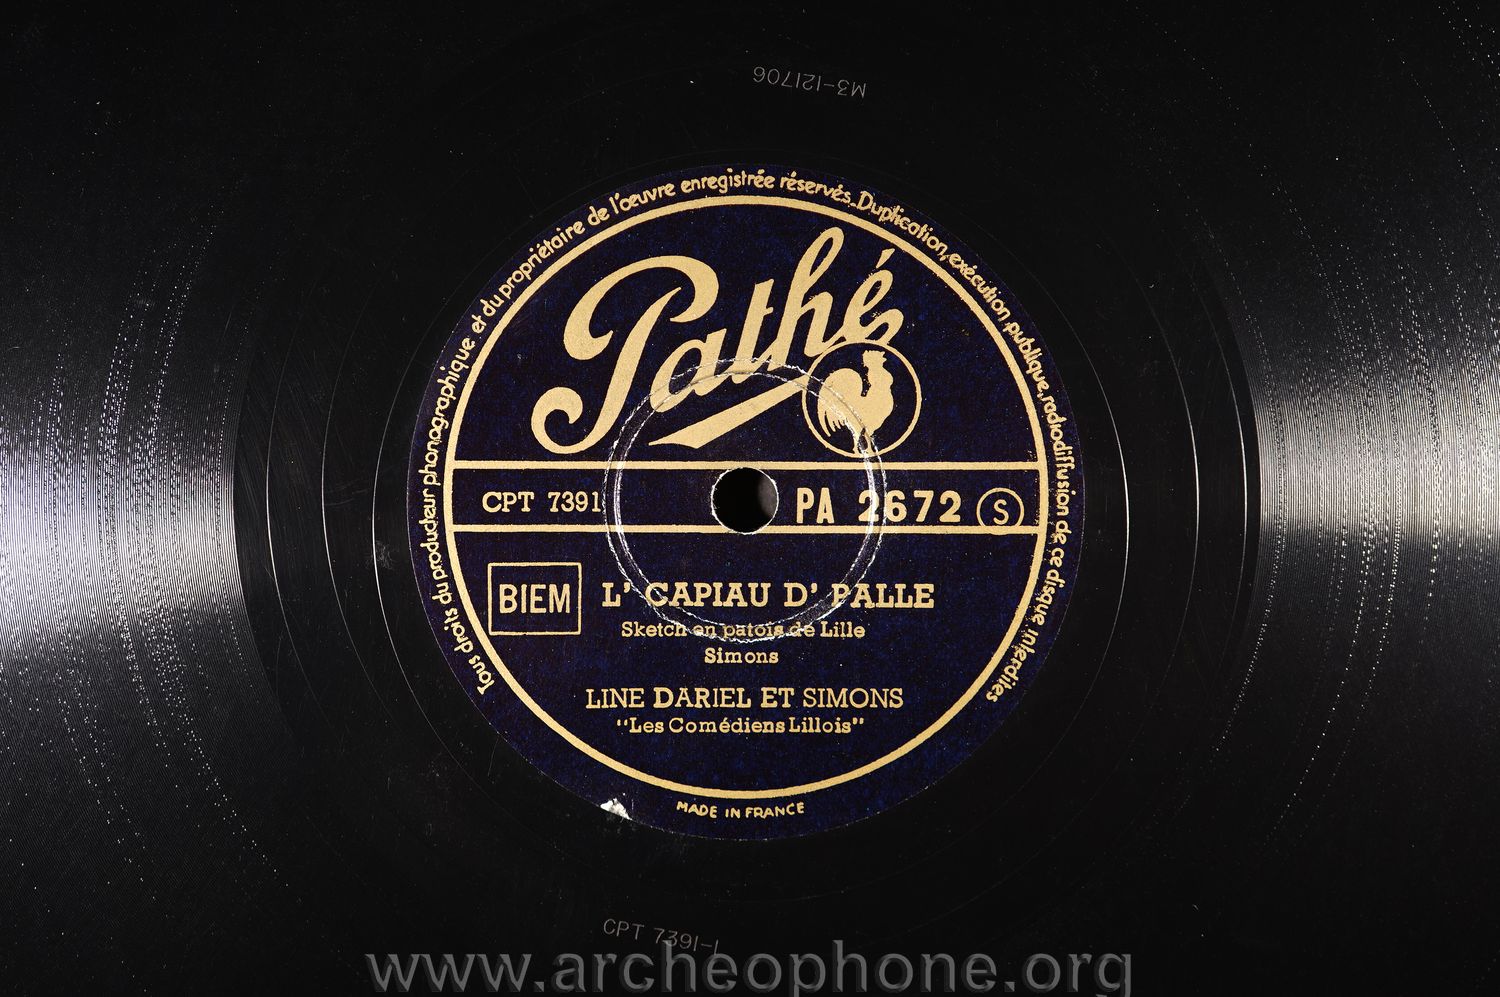 M3-121706
Tous droits du producteur phonographique et du propriétaire de l'œuvre enregistrée réservés. Duplication, exécution publique, radiodiffusion de ce disque interdites
Pathé
CPT 7391
PA 2672 S
BIEM
L' CAPIAU D' PALLE
Sketch en patois de Lille
Simons
LINE DARIEL ET SIMONS
"Les Comédiens Lillois"
MADE IN FRANCE
CPT 7391-1
www.archeophone.org